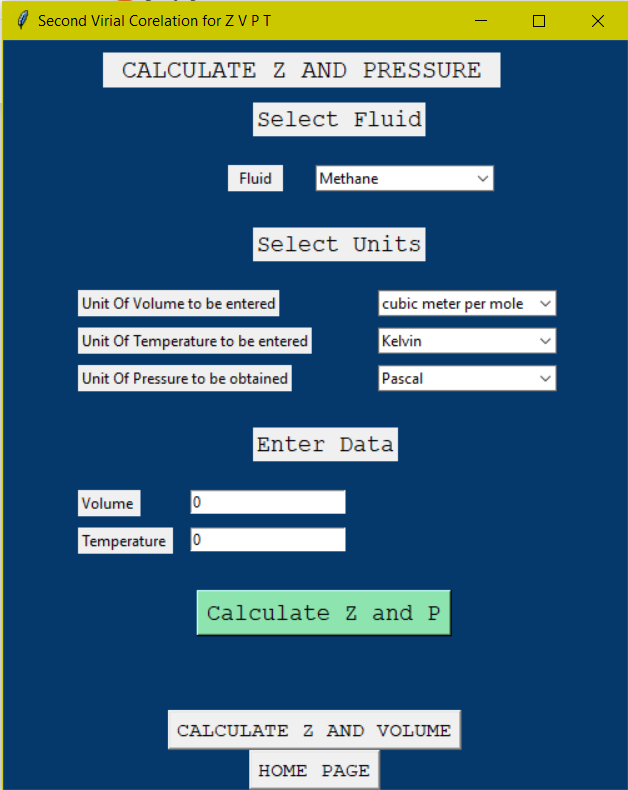 Second Virial Corelation for Z V P T
CALCULATE Z AND PRESSURE
Select Fluid
Fluid Methane
Select Units
Unit Of Volume to be entered cubic meter per mole
Unit Of Temperature to be entered Kelvin
Unit Of Pressure to be obtained Pascal
Enter Data
Volume 0
Temperature 0
Calculate Z and P
CALCULATE Z AND VOLUME
HOME PAGE